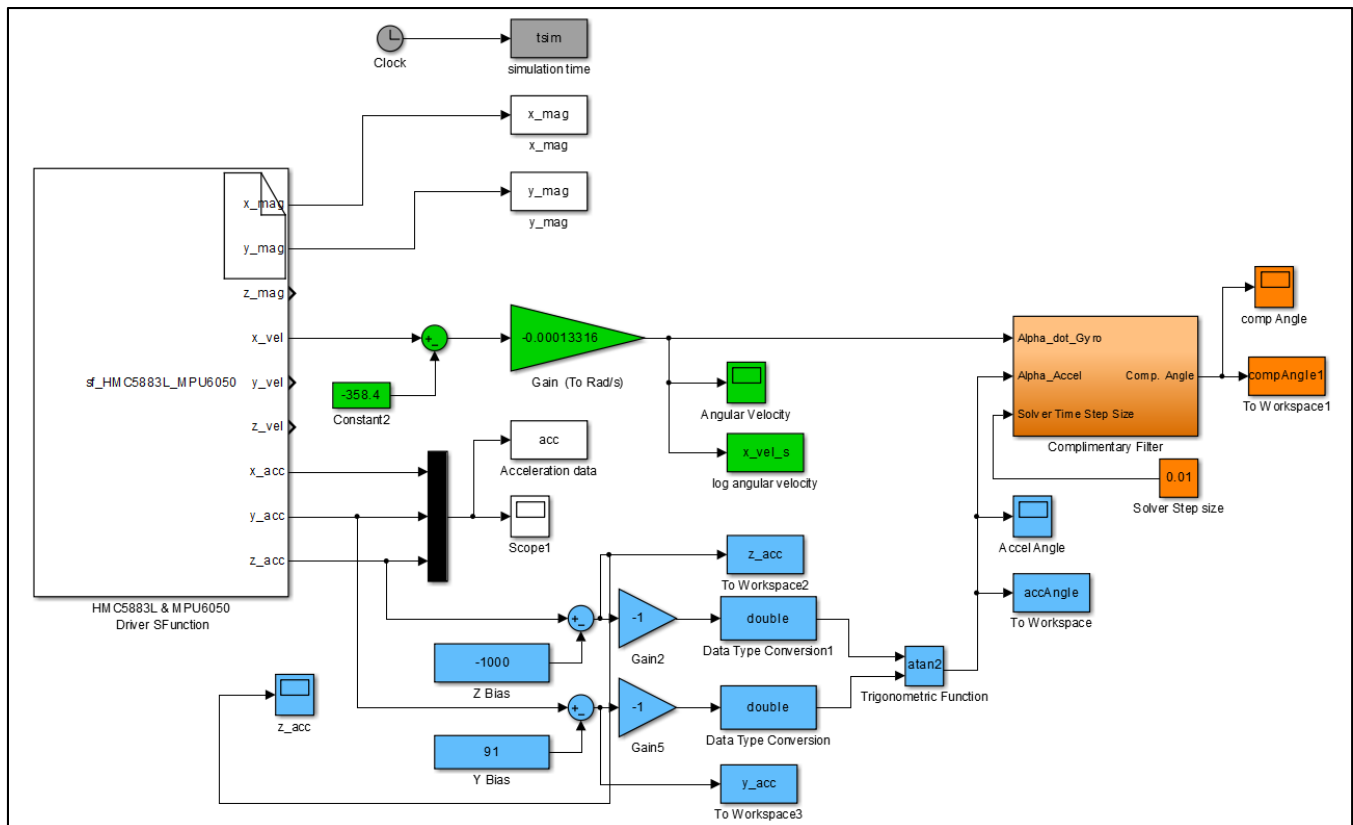 tsim
Clock
simulation time
x_mag
x_mag
y_mag
y_mag
x_mag
y_mag
z_mag
x_vel
sf_HMC5883L_MPU6050
y_vel
z_vel
x_acc
y_acc
z_acc
HMC5883L & MPU6050
Driver SFunction
+
-
-0.00013316
Gain (To Rad/s)
-358.4
Constant2
Angular Velocity
x_vel_s
log angular velocity
acc
Acceleration data
Scope1
Alpha_dot_Gyro
Alpha_Accel
Comp. Angle
Solver Time Step Size
Complimentary Filter
comp Angle
compAngle1
To Workspace1
0.01
Solver Step size
Accel Angle
accAngle
To Workspace
z_acc
To Workspace2
+
-
-1
Gain2
double
Data Type Conversion1
-1000
Z Bias
atan2
Trigonometric Function
z_acc
+
-
-1
Gain5
double
Data Type Conversion
91
Y Bias
y_acc
To Workspace3